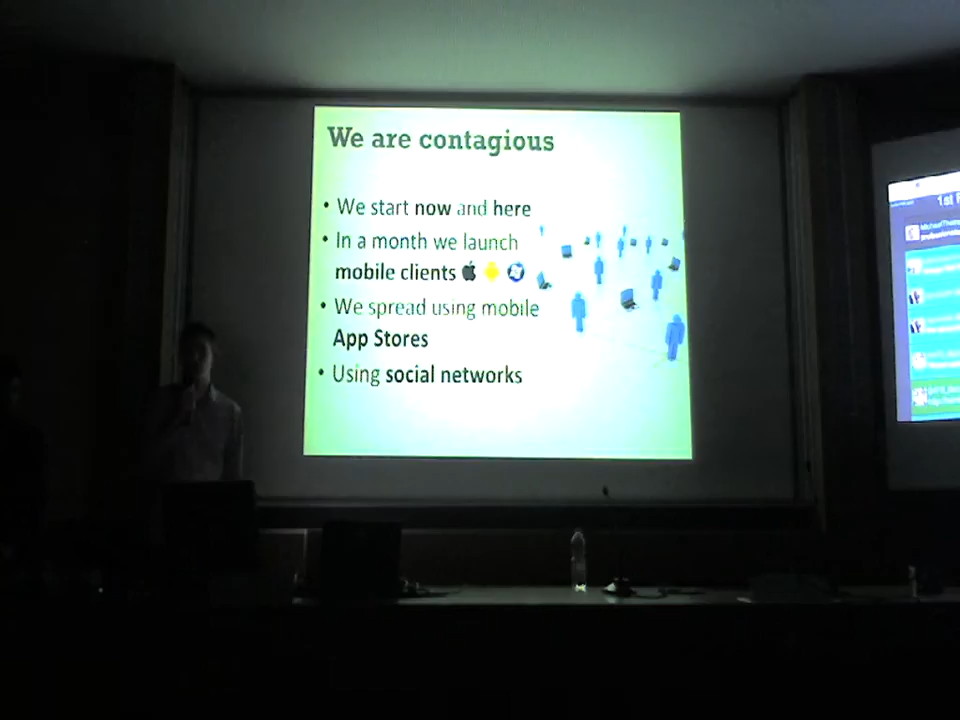 We are contagious
• We start now and here
• In a month we launch
mobile clients
• We spread using mobile
App Stores
• Using social networks
1st